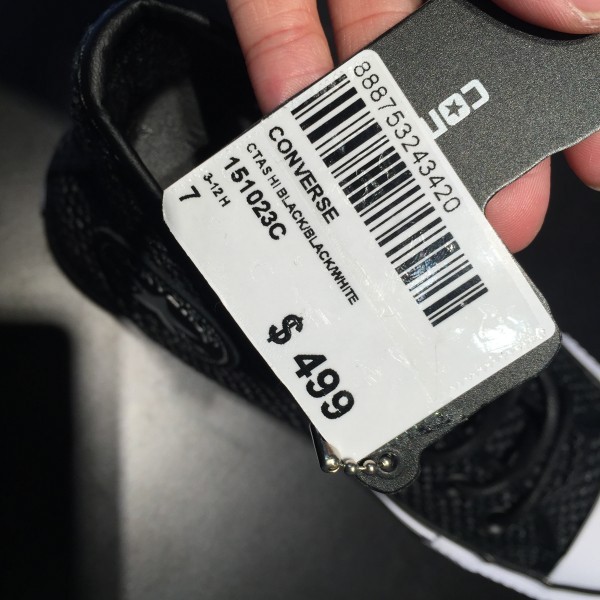 888753243420
CONVERSE
CTAS HI BLACK/BLACK/WHITE
151023C
3-12 H
7
$ 499